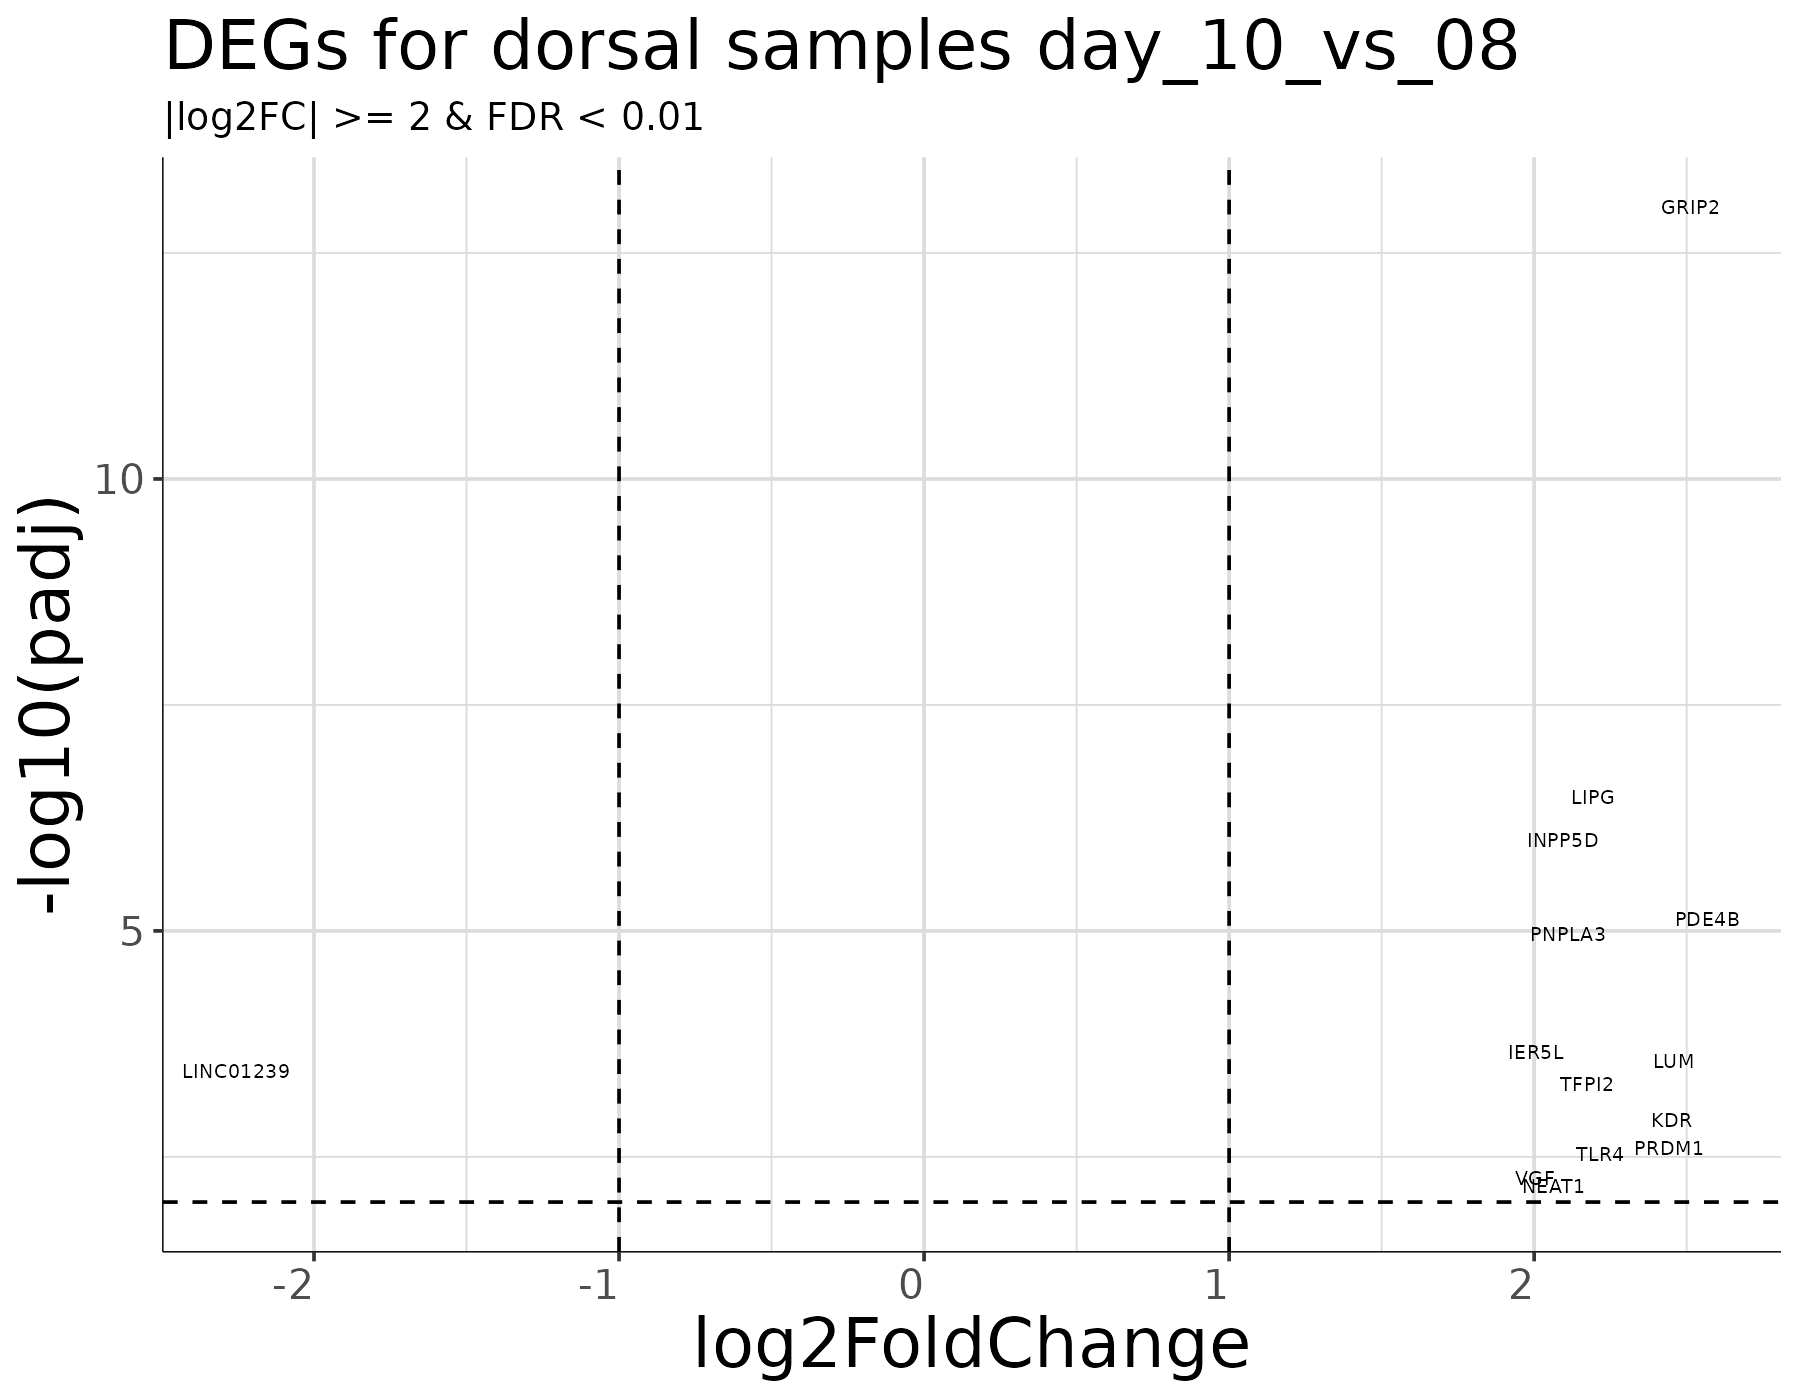 DEGs for dorsal samples day_10_vs_08
|log2FC| >= 2 & FDR < 0.01
GRIP2
10
LIPG
INPP5D
PDE4B
5
PNPLA3
IER5L
LUM
LINC01239
TFPI2
KDR
PRDM1
TLR4
VGF
NEAT1
-log10(padj)
-2 -1 0 1 2
log2FoldChange